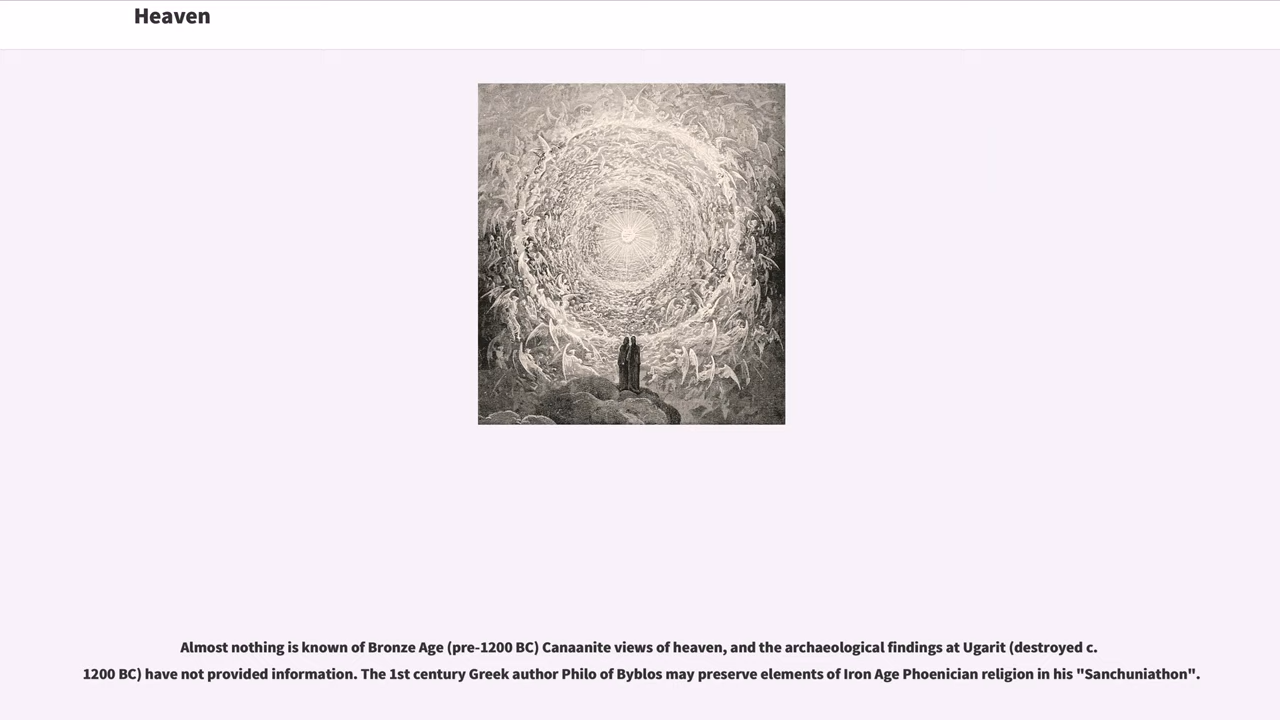 Heaven
Almost nothing is known of Bronze Age (pre-1200 BC) Canaanite views of heaven, and the archaeological findings at Ugarit (destroyed c.
1200 BC) have not provided information. The 1st century Greek author Philo of Byblos may preserve elements of Iron Age Phoenician religion in his "Sanchuniathon".